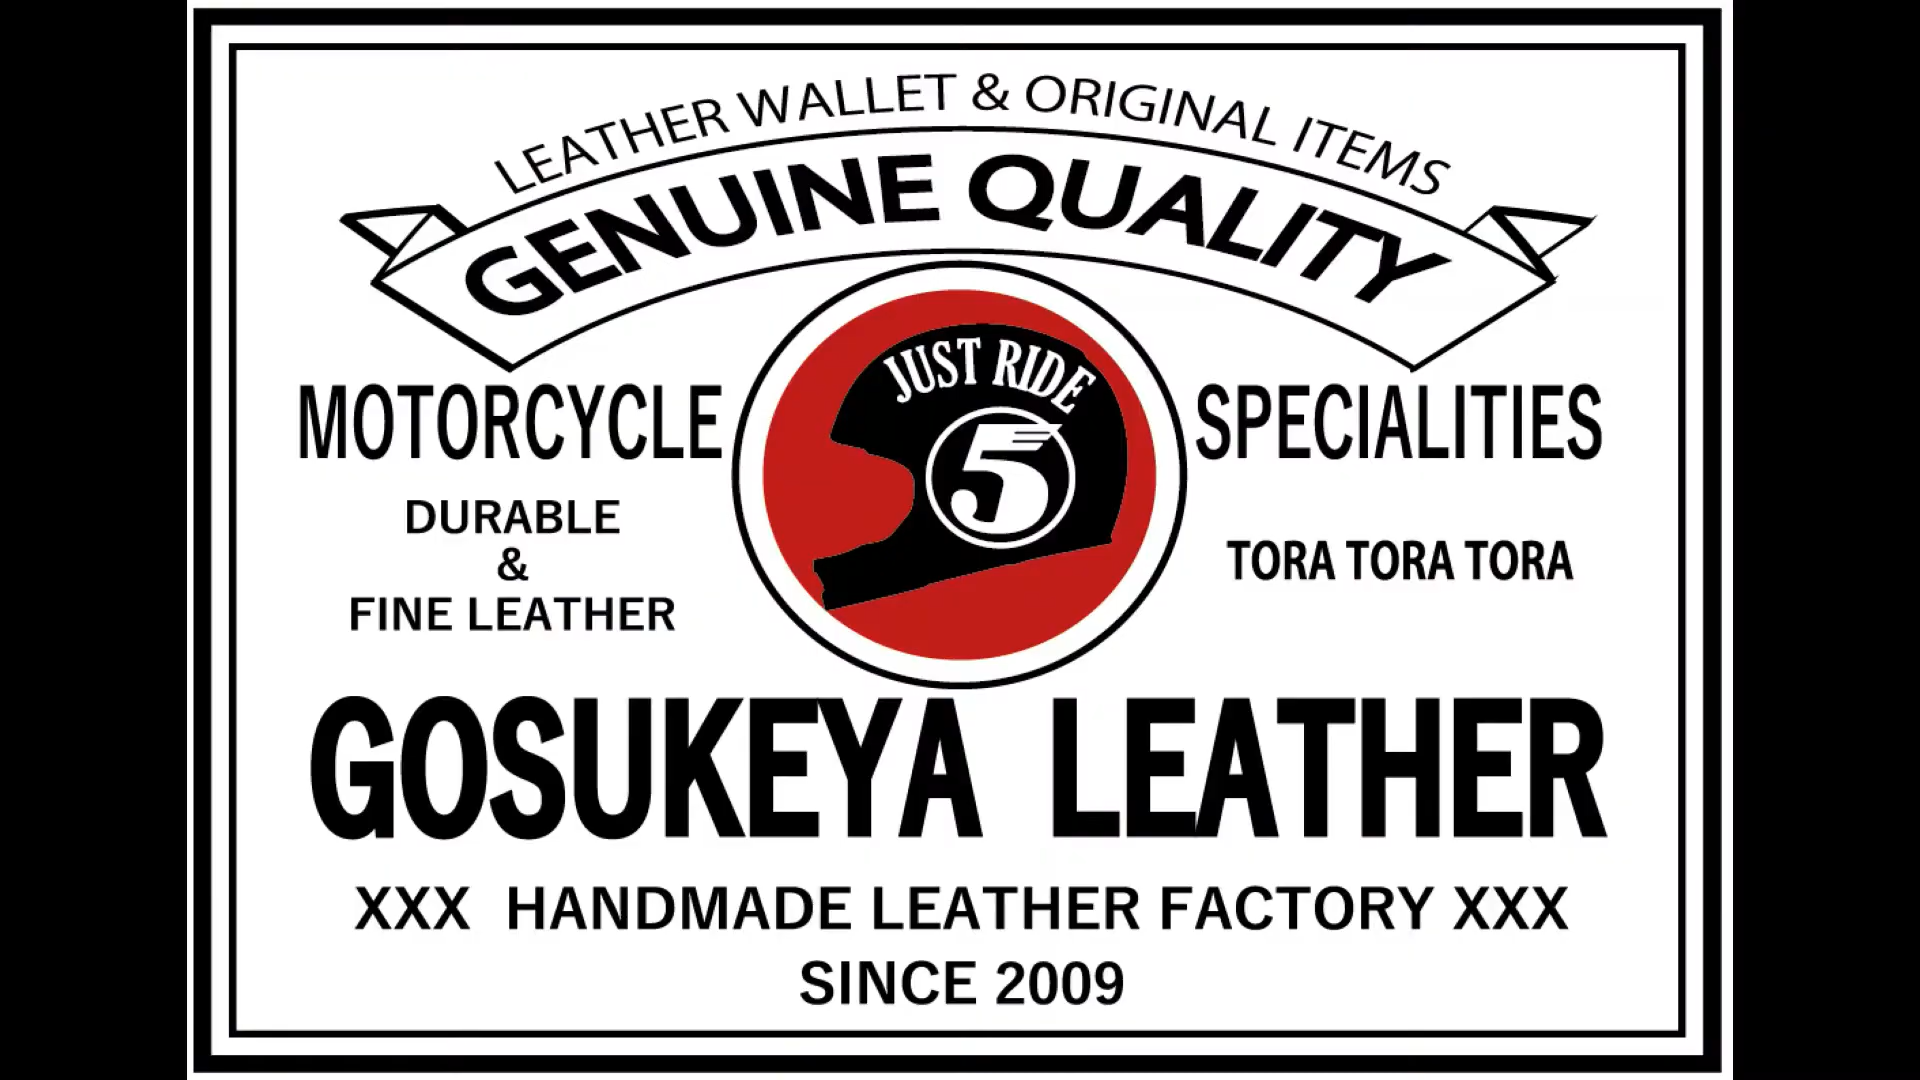 LEATHER WALLET & ORIGINAL ITEMS
GENUINE QUALITY
JUST RIDE
5
MOTORCYCLE
SPECIALITIES
DURABLE
&
FINE LEATHER
TORA TORA TORA
GOSUKEYA LEATHER
XXX HANDMADE LEATHER FACTORY XXX
SINCE 2009